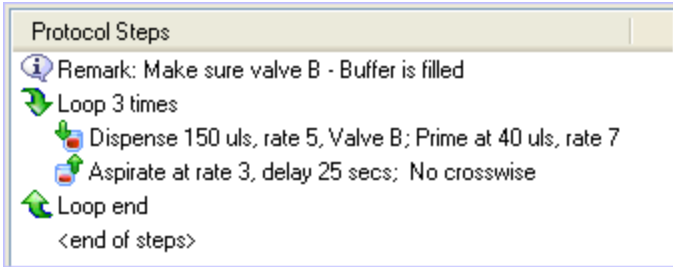 Protocol Steps
Remark: Make sure valve B - Buffer is filled
Loop 3 times
Dispense 150 uls, rate 5, Valve B; Prime at 40 uls, rate 7
Aspirate at rate 3, delay 25 secs;  No crosswise
Loop end
<end of steps>